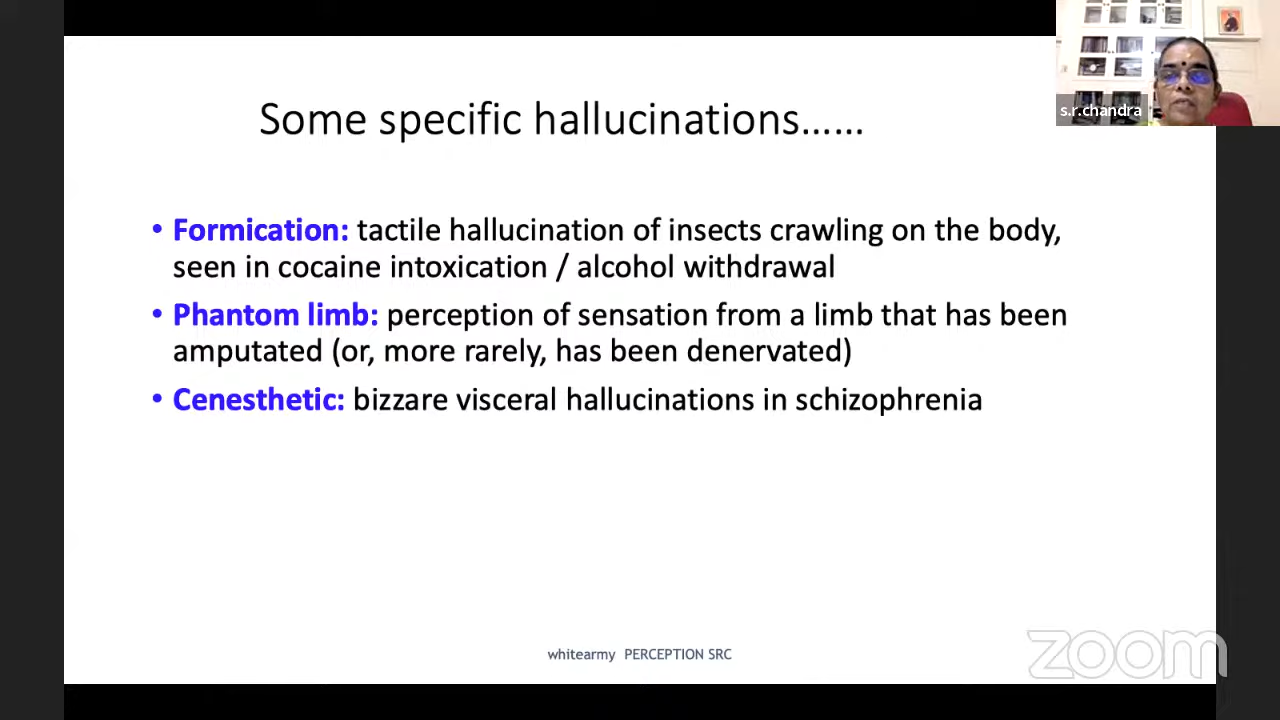 s.r.chandra
Some specific hallucinations……
• Formication: tactile hallucination of insects crawling on the body,
seen in cocaine intoxication / alcohol withdrawal
• Phantom limb: perception of sensation from a limb that has been
amputated (or, more rarely, has been denervated)
• Cenesthetic: bizzare visceral hallucinations in schizophrenia
whitearmy PERCEPTION SRC
zoom